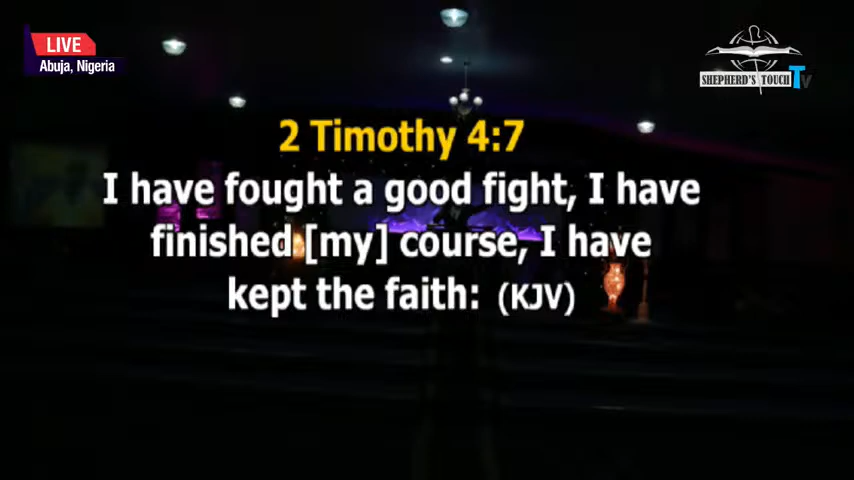 LIVE
Abuja, Nigeria
SHEPHERD'S TOUCH TV
2 Timothy 4:7
I have fought a good fight, I have
finished [my] course, I have
kept the faith: (KJV)